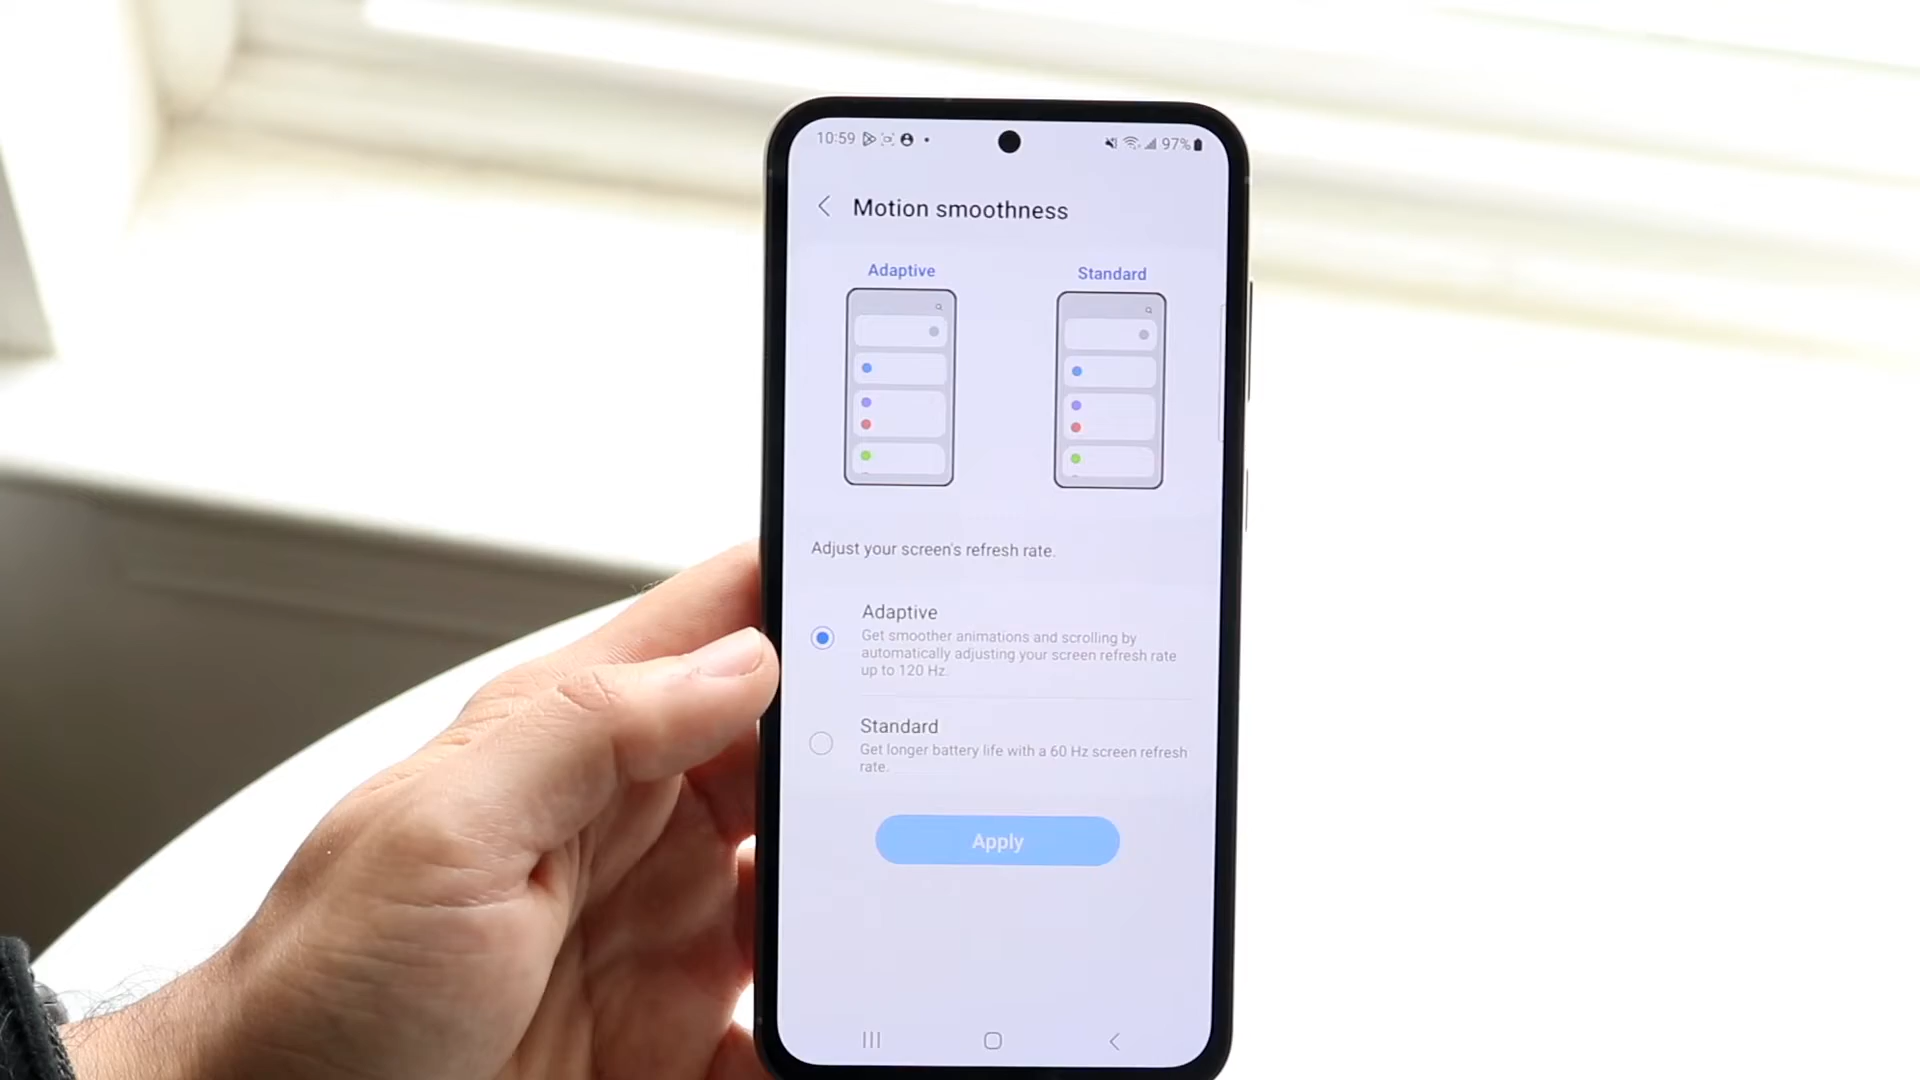 10:59
97%
Motion smoothness
Adaptive
Standard
Adjust your screen's refresh rate.
Adaptive
Get smoother animations and scrolling by
automatically adjusting your screen refresh rate
up to 120 Hz.
Standard
Get longer battery life with a 60 Hz screen refresh
rate.
Apply